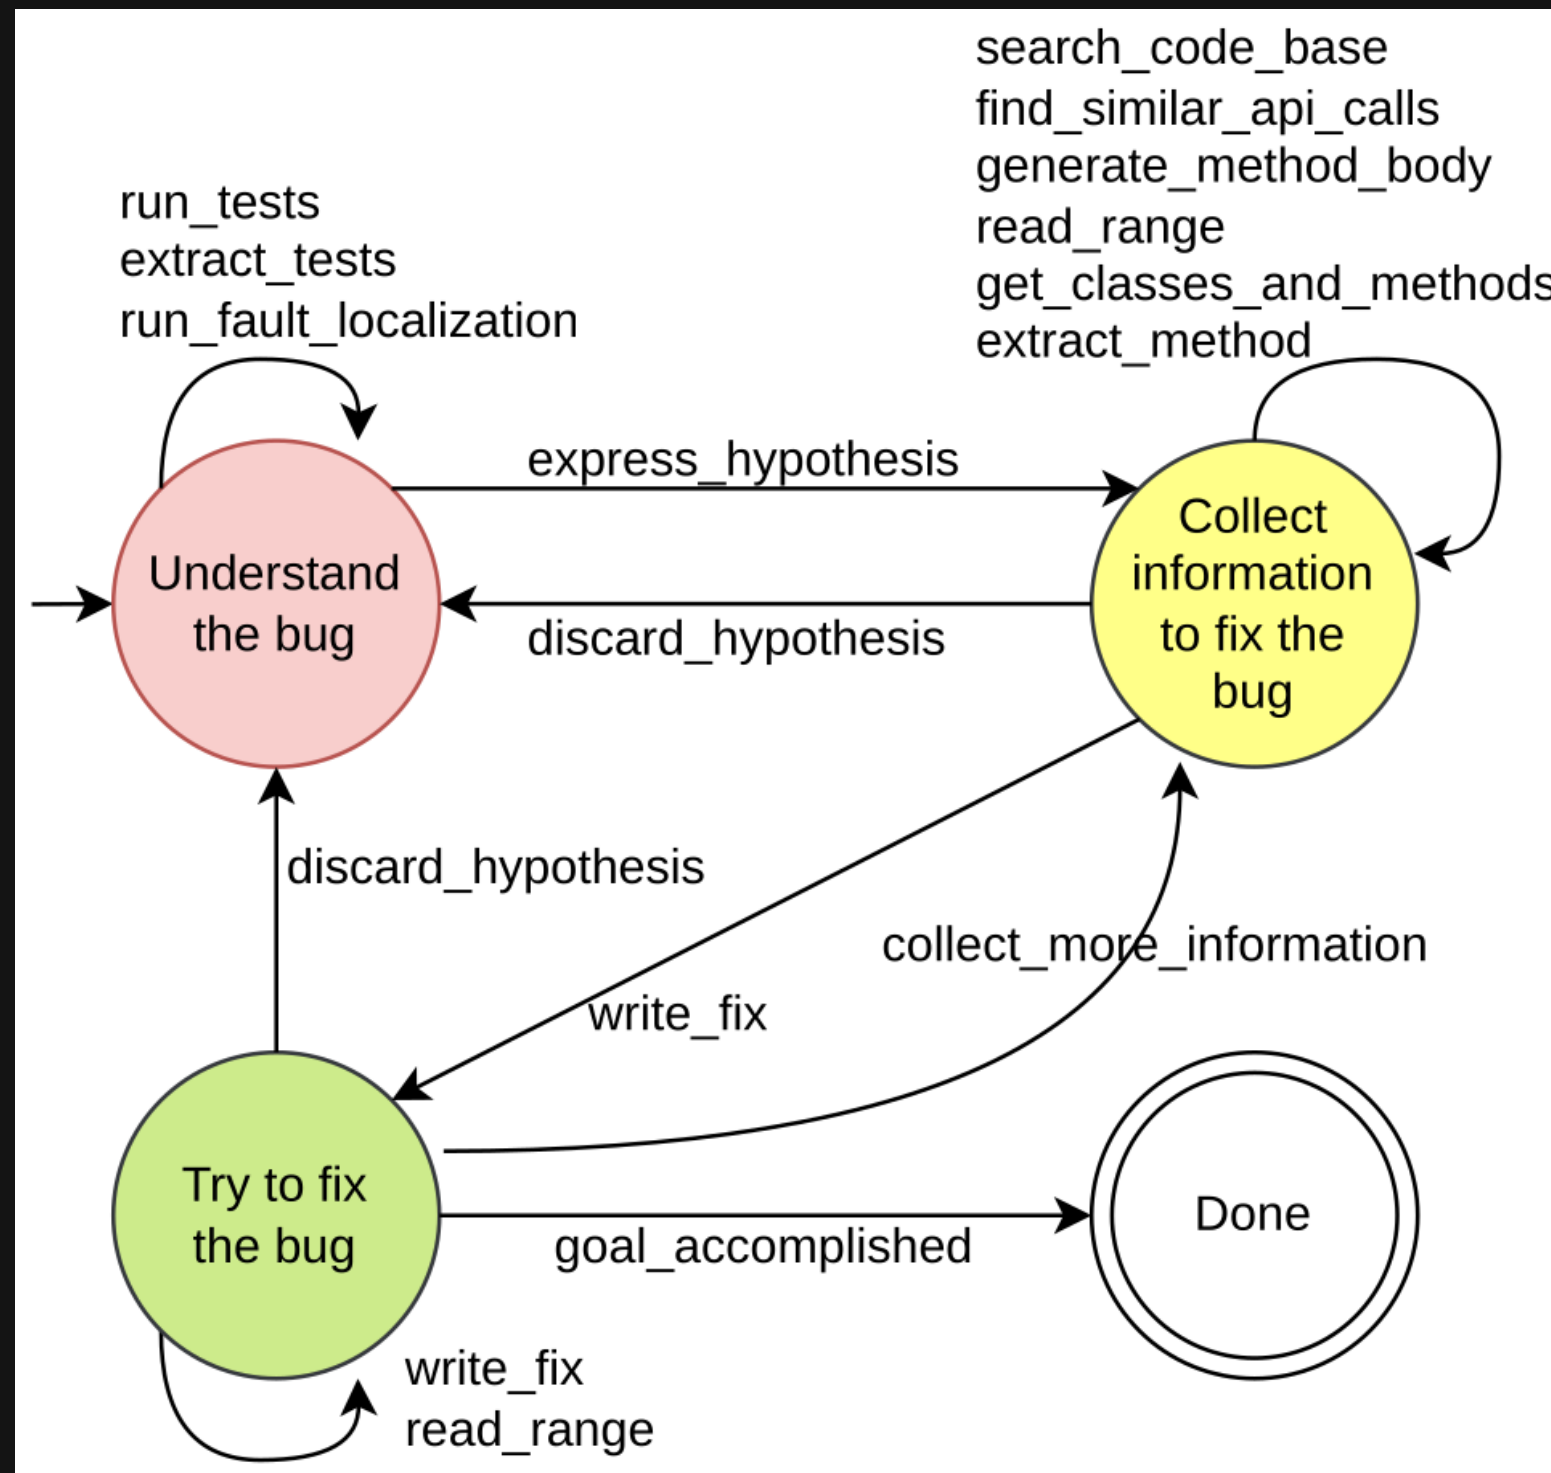 search_code_base
find_similar_api_calls
generate_method_body
read_range
get_classes_and_methods
extract_method
run_tests
extract_tests
run_fault_localization
express_hypothesis
Understand
the bug
Collect
information
to fix the
bug
discard_hypothesis
discard_hypothesis
collect_more_information
write_fix
Try to fix
the bug
Done
goal_accomplished
write_fix
read_range